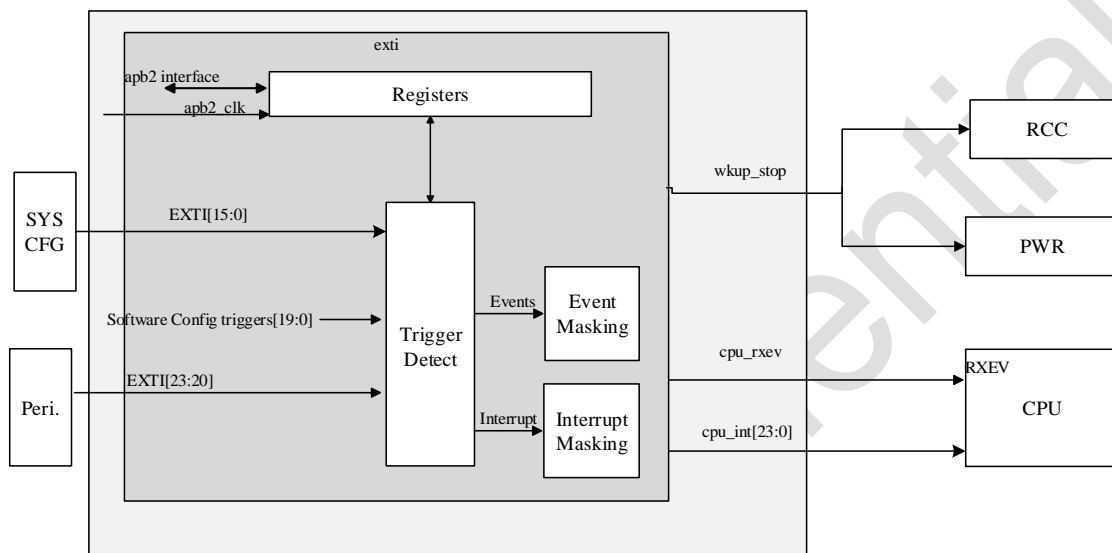 exti
apb2 interface
Registers
apb2_clk
RCC
wkup_stop
SYS
CFG
EXTI[15:0]
PWR
Events
Event
Masking
Software Config triggers[19:0]
Trigger
Detect
cpu_rxev
RXEV
CPU
Peri.
EXTI[23:20]
Interrupt
Interrupt
Masking
cpu_int[23:0]
ential